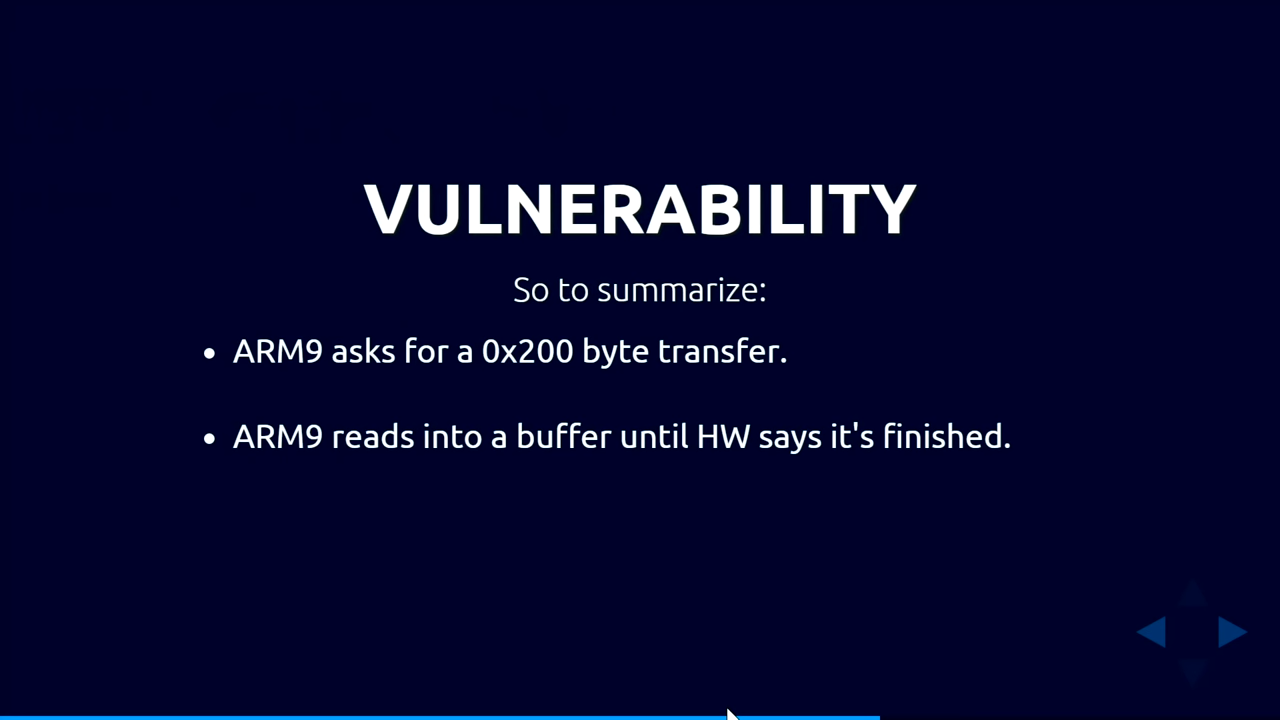 VULNERABILITY
So to summarize:
• ARM9 asks for a 0x200 byte transfer.
• ARM9 reads into a buffer until HW says it's finished.